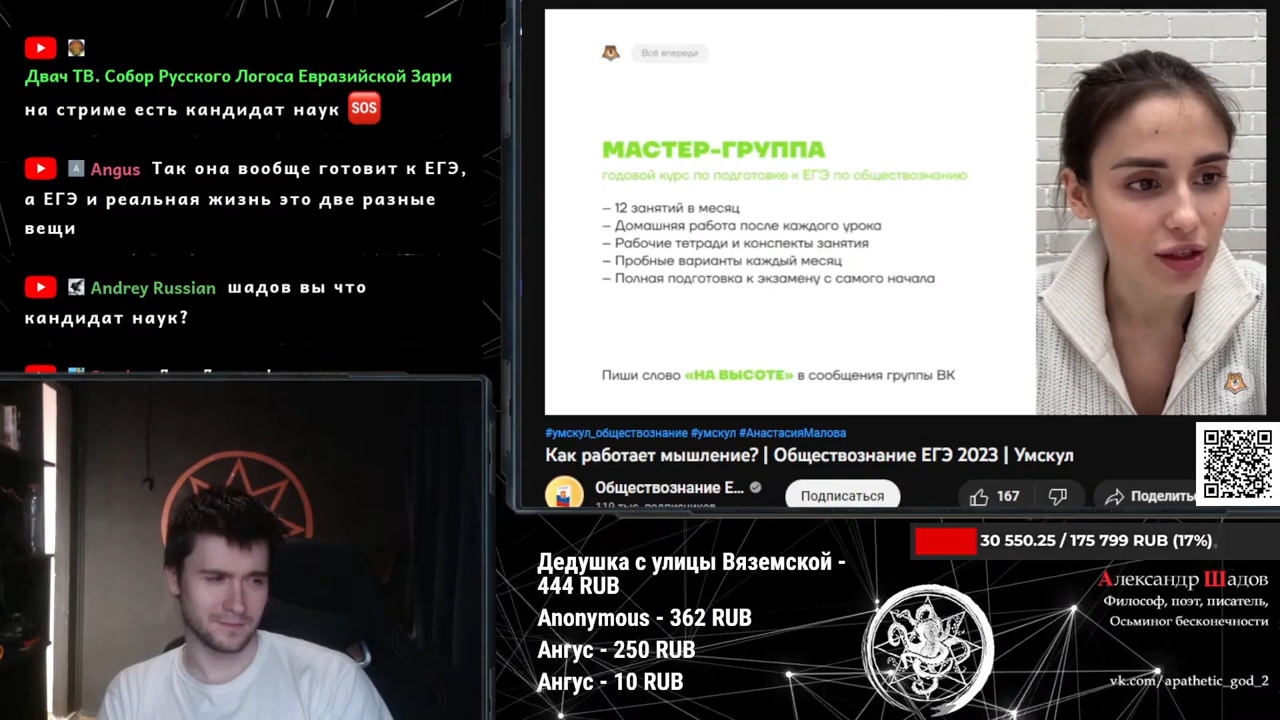 Двач ТВ. Собор Русского Логоса Евразийской Зари
на стриме есть кандидат наук SOS
A Angus Так она вообще готовит к ЕГЭ,
а ЕГЭ и реальная жизнь это две разные
вещи
Andrey Russian шадов вы что
кандидат наук?
Всё впереди
МАСТЕР-ГРУППА
годовой курс по подготовке к ЕГЭ по обществознанию
– 12 занятий в месяц
– Домашняя работа после каждого урока
– Рабочие тетради и конспекты занятия
– Пробные варианты каждый месяц
– Полная подготовка к экзамену с самого начала
Пиши слово «НА ВЫСОТЕ» в сообщения группы ВК
#умскул_обществознание #умскул #АнастасияМалова
Как работает мышление? | Обществознание ЕГЭ 2023 | Умскул
Обществознание Е...
Подписаться
167
Поделить
30 550.25 / 175 799 RUB (17%)
Дедушка с улицы Вяземской -
444 RUB
Anonymous - 362 RUB
Ангус - 250 RUB
Ангус - 10 RUB
Александр Шадов
Философ, поэт, писатель,
Осьминог бесконечности
vk.com/apathetic_god_2